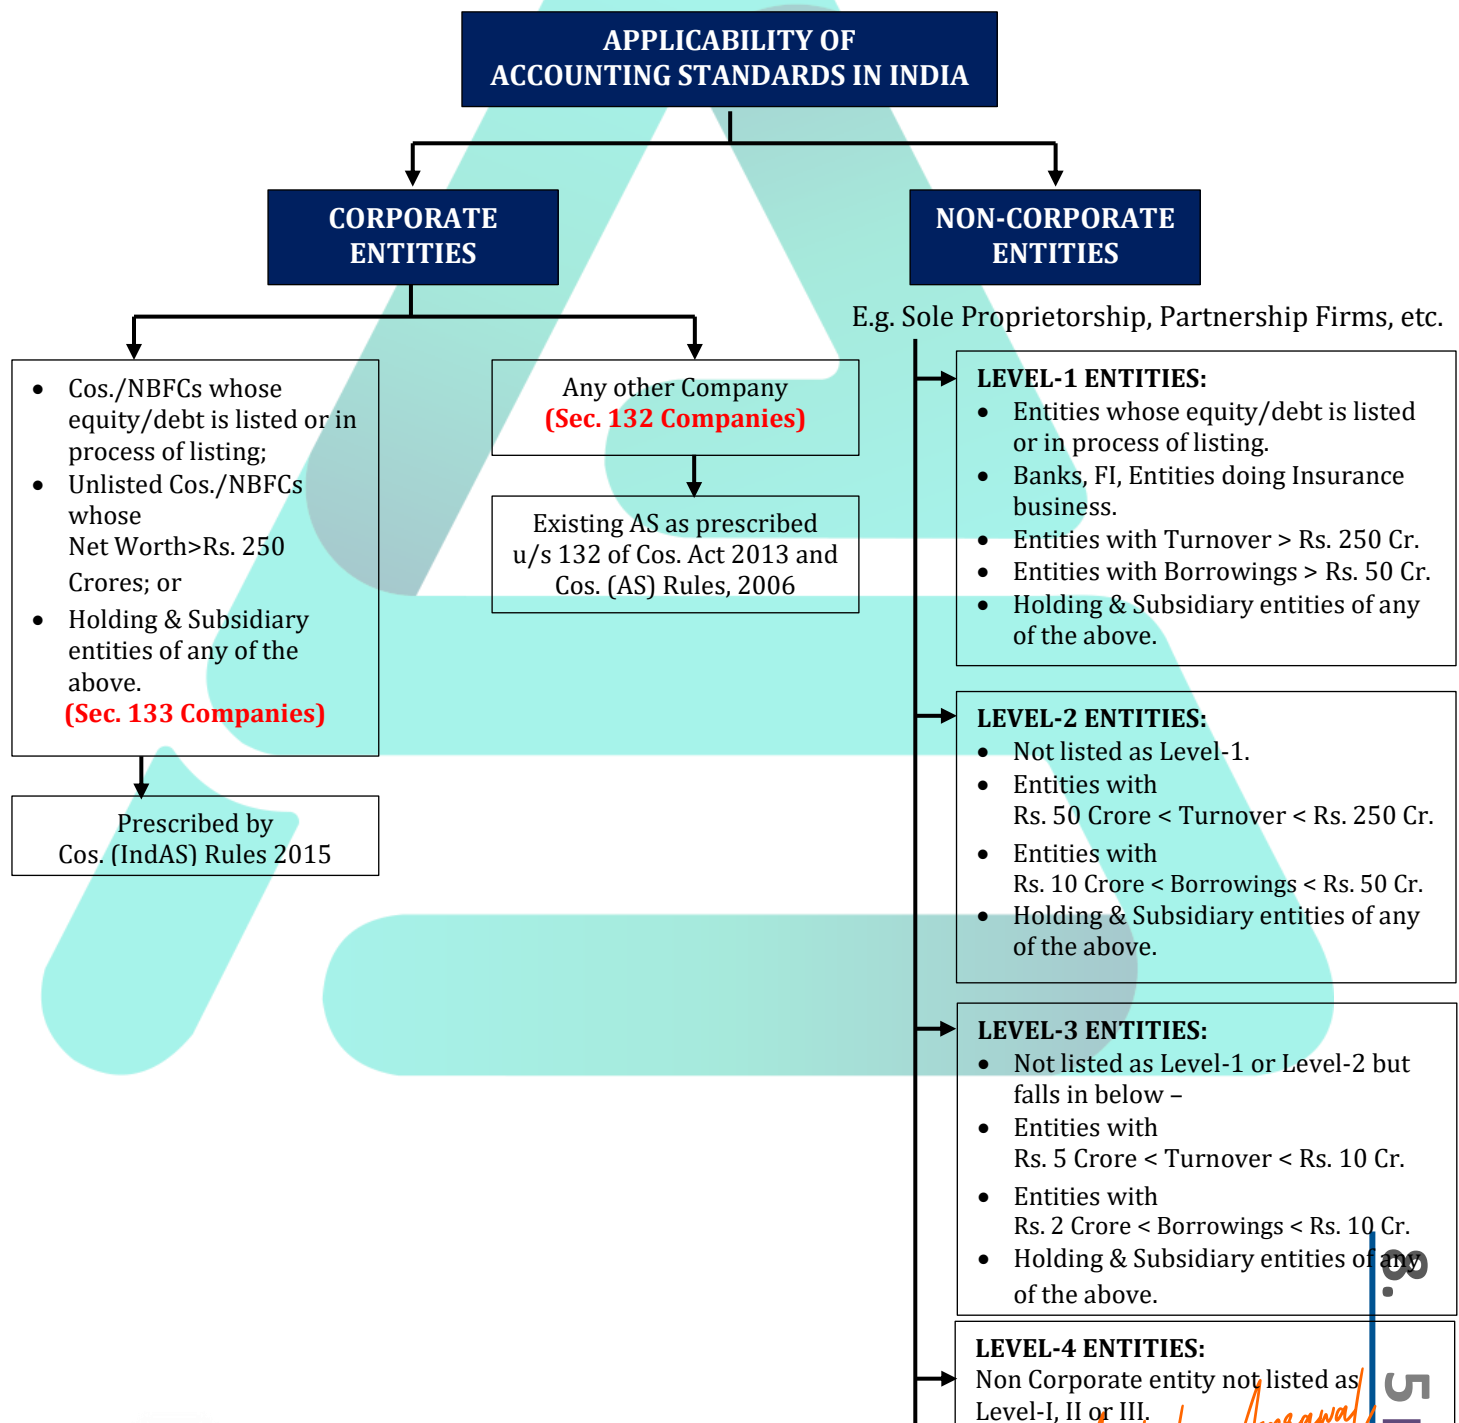 APPLICABILITY OF
ACCOUNTING STANDARDS IN INDIA
CORPORATE
ENTITIES
NON-CORPORATE
ENTITIES
E.g. Sole Proprietorship, Partnership Firms, etc.
• Cos./NBFCs whose
equity/debt is listed or in
process of listing;
• Unlisted Cos./NBFCs
whose
Net Worth>Rs. 250
Crores; or
• Holding & Subsidiary
entities of any of the
above.
(Sec. 133 Companies)
Prescribed by
Cos. (IndAS) Rules 2015
Any other Company
(Sec. 132 Companies)
Existing AS as prescribed
u/s 132 of Cos. Act 2013 and
Cos. (AS) Rules, 2006
LEVEL-1 ENTITIES:
• Entities whose equity/debt is listed
or in process of listing.
• Banks, FI, Entities doing Insurance
business.
• Entities with Turnover > Rs. 250 Cr.
• Entities with Borrowings > Rs. 50 Cr.
• Holding & Subsidiary entities of any
of the above.
LEVEL-2 ENTITIES:
• Not listed as Level-1.
• Entities with
Rs. 50 Crore < Turnover < Rs. 250 Cr.
• Entities with
Rs. 10 Crore < Borrowings < Rs. 50 Cr.
• Holding & Subsidiary entities of any
of the above.
LEVEL-3 ENTITIES:
• Not listed as Level-1 or Level-2 but
falls in below –
• Entities with
Rs. 5 Crore < Turnover < Rs. 10 Cr.
• Entities with
Rs. 2 Crore < Borrowings < Rs. 10 Cr.
• Holding & Subsidiary entities of any
of the above.
LEVEL-4 ENTITIES:
Non Corporate entity not listed as
Level-I, II or III.
8.
5